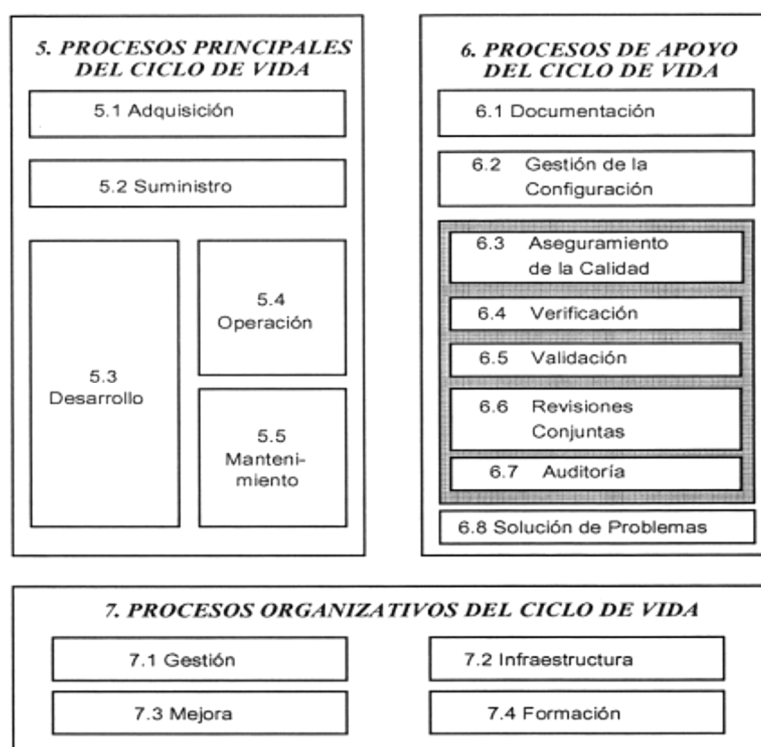 5. PROCESOS PRINCIPALES
DEL CICLO DE VIDA
5.1 Adquisición
5.2 Suministro
5.3
Desarrollo
5.4
Operación
5.5
Manteni-
miento
6. PROCESOS DE APOYO
DEL CICLO DE VIDA
6.1 Documentación
6.2 Gestión de la
Configuración
6.3 Aseguramiento
de la Calidad
6.4 Verificación
6.5 Validación
6.6 Revisiones
Conjuntas
6.7 Auditoría
6.8 Solución de Problemas
7. PROCESOS ORGANIZATIVOS DEL CICLO DE VIDA
7.1 Gestión
7.2 Infraestructura
7.3 Mejora
7.4 Formación